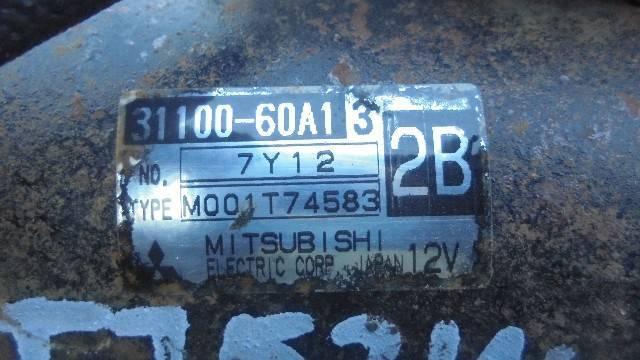 31100-60A13
2B
NO. 7Y12
TYPE M001T74583
MITSUBISHI
ELECTRIC CORP. JAPAN 12V